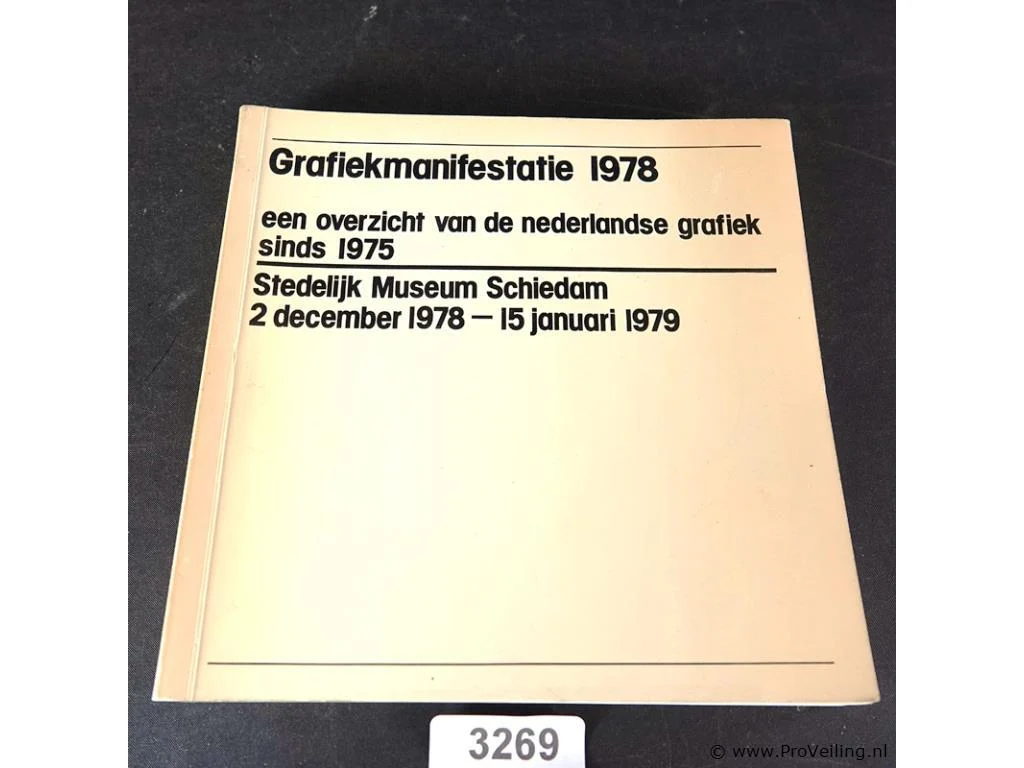 Grafiekmanifestatie 1978
een overzicht van de nederlandse grafiek
sinds 1975
Stedelijk Museum Schiedam
2 december 1978 — 15 januari 1979
3269
© www.ProVeiling.nl